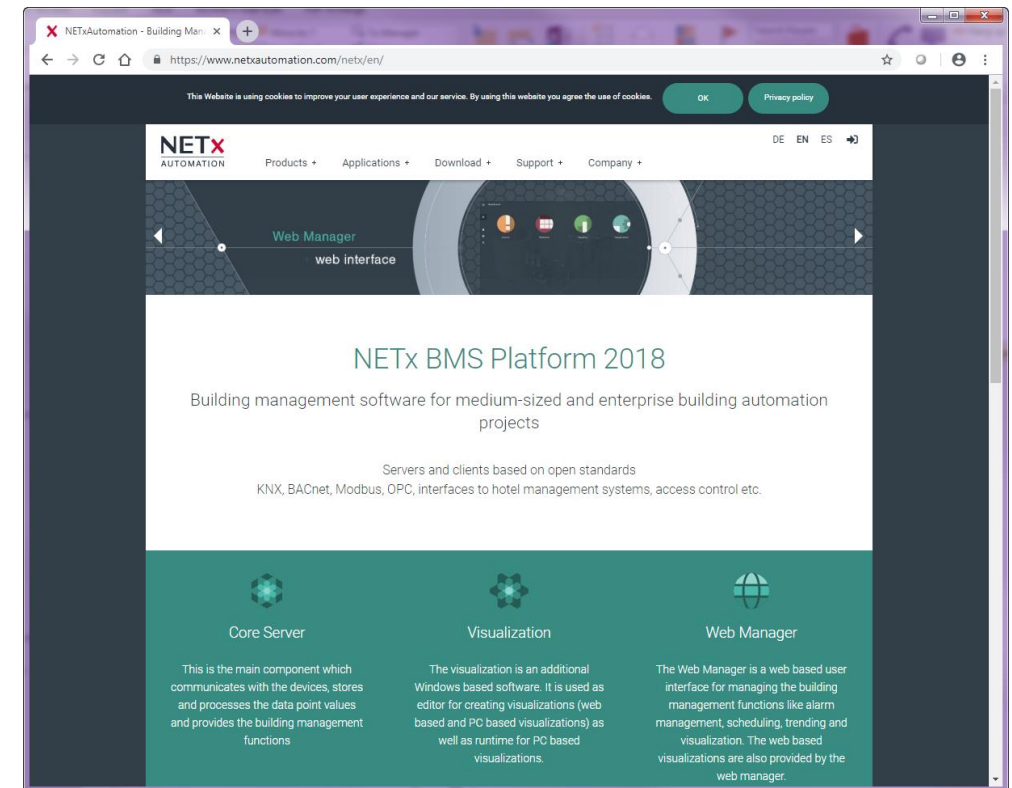 NETxAutomation - Building Man
https://www.netxautomation.com/netx/en/
This Website is using cookies to improve your user experience and our service. By using this website you agree the use of cookies.
OK
Privacy policy
NETx
AUTOMATION
Products +
Applications +
Download +
Support +
Company +
DE EN ES
Web Manager
web interface
NETx BMS Platform 2018
Building management software for medium-sized and enterprise building automation
projects
Servers and clients based on open standards
KNX, BACnet, Modbus, OPC, interfaces to hotel management systems, access control etc.
Core Server
This is the main component which
communicates with the devices, stores
and processes the data point values
and provides the building management
functions
Visualization
The visualization is an additional
Windows based software. It is used as
editor for creating visualizations (web
based and PC based visualizations) as
well as runtime for PC based
visualizations.
Web Manager
The Web Manager is a web based user
interface for managing the building
management functions like alarm
management, scheduling, trending and
visualization. The web based
visualizations are also provided by the
web manager.